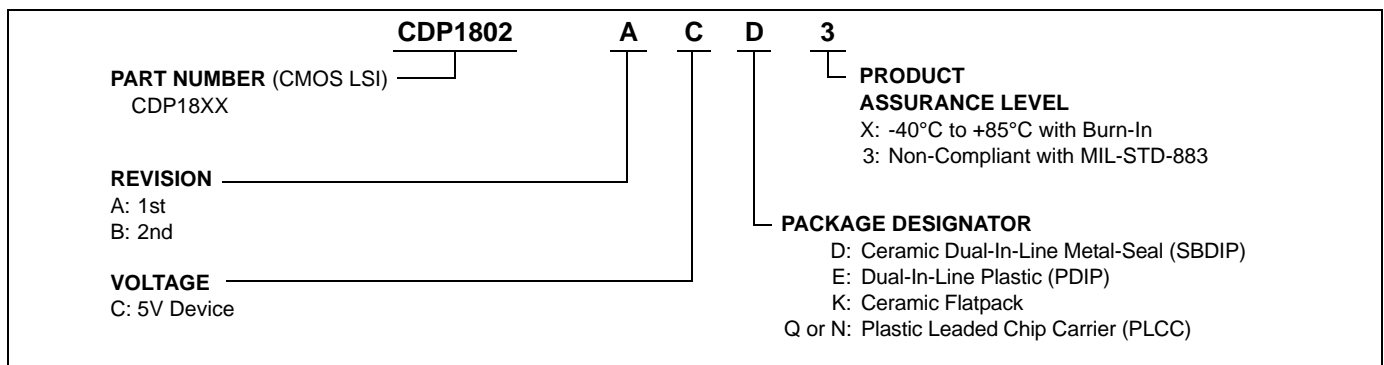 CDP1802 A C D 3
PART NUMBER (CMOS LSI)
CDP18XX
REVISION
A: 1st
B: 2nd
VOLTAGE
C: 5V Device
PRODUCT
ASSURANCE LEVEL
X: -40°C to +85°C with Burn-In
3: Non-Compliant with MIL-STD-883
PACKAGE DESIGNATOR
D: Ceramic Dual-In-Line Metal-Seal (SBDIP)
E: Dual-In-Line Plastic (PDIP)
K: Ceramic Flatpack
Q or N: Plastic Leaded Chip Carrier (PLCC)